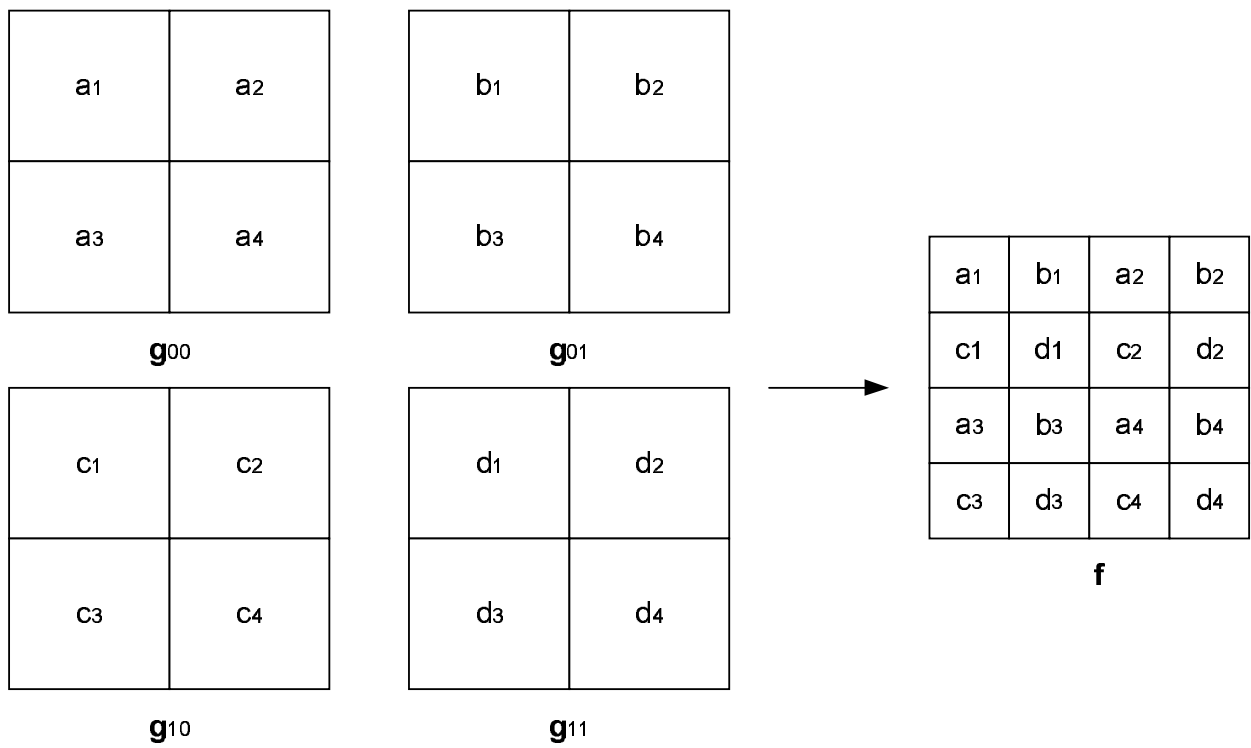 a1 a2
a3 a4
g00
b1 b2
b3 b4
g01
c1 c2
c3 c4
g10
d1 d2
d3 d4
g11
a1 b1 a2 b2
c1 d1 c2 d2
a3 b3 a4 b4
c3 d3 c4 d4
f